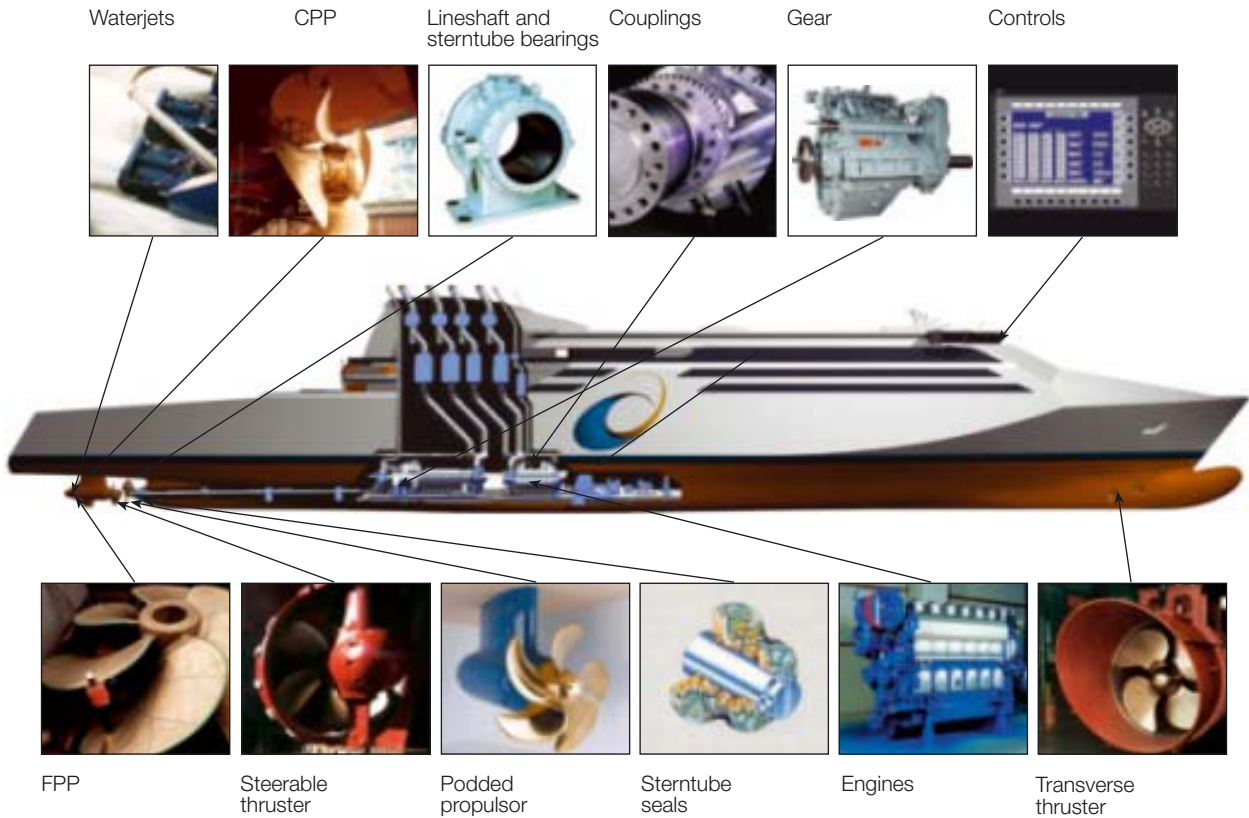 Waterjets
CPP
Lineshaft and
sterntube bearings
Couplings
Gear
Controls
FPP
Steerable
thruster
Podded
propulsor
Sterntube
seals
Engines
Transverse
thruster